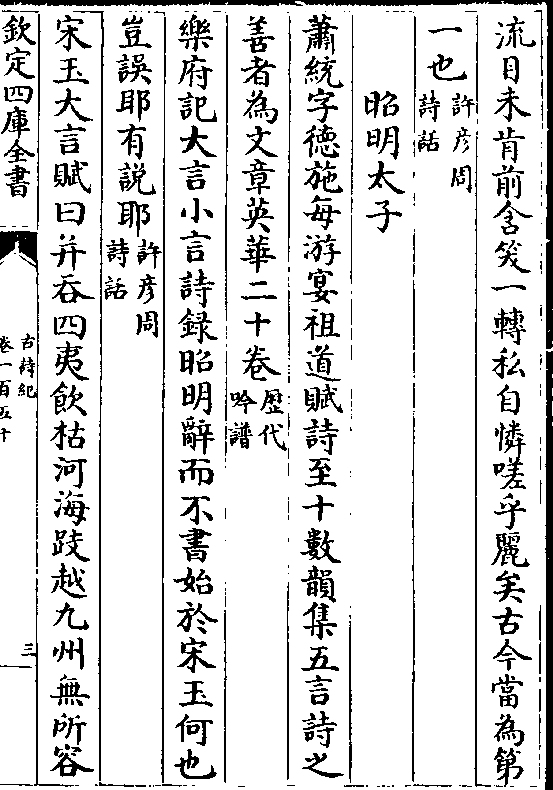 流目未肯前含笑一轉私自憐嗟乎麗矣古今當為第
一也許彦周詩話
昭明太子
蕭統字德施每游宴祖道賦詩至十數韻集五言詩之
善者為文章英華二十卷歷代吟譜
樂府記大言小言詩録昭明辭而不書始於宋玉何也
豈誤耶有説耶許彦周詩話
宋玉大言賦曰并吞四夷飲枯河海跂越九州無所容
欽定四庫全書
古詩紀
卷一百五十
三